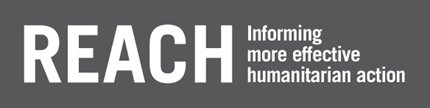 REACH
Informing
more effective
humanitarian action